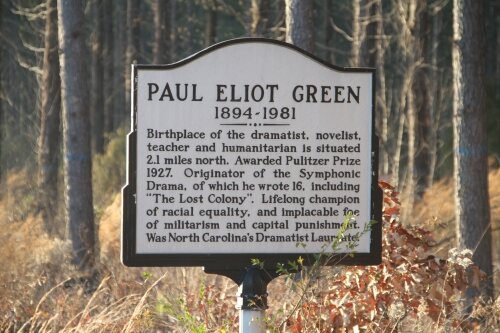 PAUL ELIOT GREEN
1894-1981
Birthplace of the dramatist, novelist,
teacher and humanitarian is situated
2.1 miles north. Awarded Pulitzer Prize
1927. Originator of the Symphonic
Drama, of which he wrote 16, including
"The Lost Colony". Lifelong champion
of racial equality, and implacable foe
of militarism and capital punishment.
Was North Carolina's Dramatist Laureate.